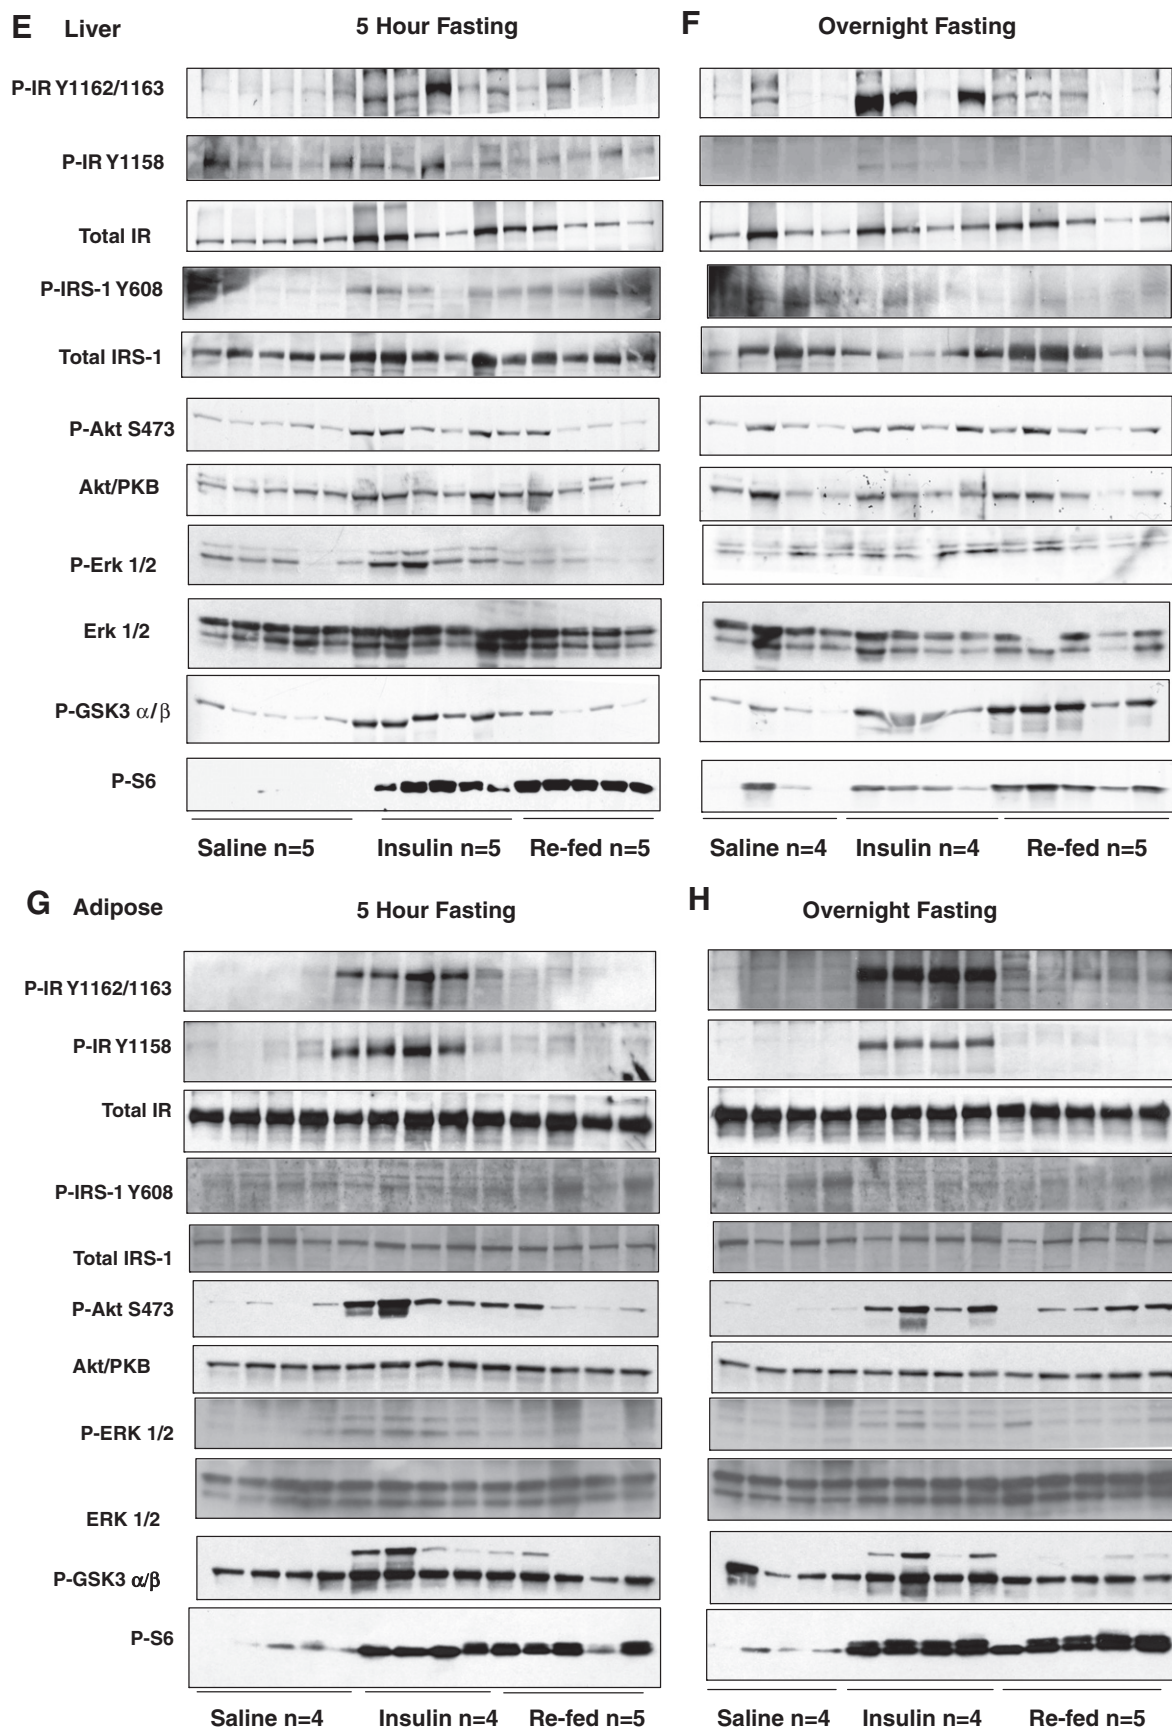 E Liver 5 Hour Fasting F Overnight Fasting
P-IR Y1162/1163
P-IR Y1158
Total IR
P-IRS-1 Y608
Total IRS-1
P-Akt S473
Akt/PKB
P-Erk 1/2
Erk 1/2
P-GSK3 α/β
P-S6
Saline n=5 Insulin n=5 Re-fed n=5 Saline n=4 Insulin n=4 Re-fed n=5
G Adipose 5 Hour Fasting H Overnight Fasting
P-IR Y1162/1163
P-IR Y1158
Total IR
P-IRS-1 Y608
Total IRS-1
P-Akt S473
Akt/PKB
P-ERK 1/2
ERK 1/2
P-GSK3 α/β
P-S6
Saline n=4 Insulin n=4 Re-fed n=5 Saline n=4 Insulin n=4 Re-fed n=5